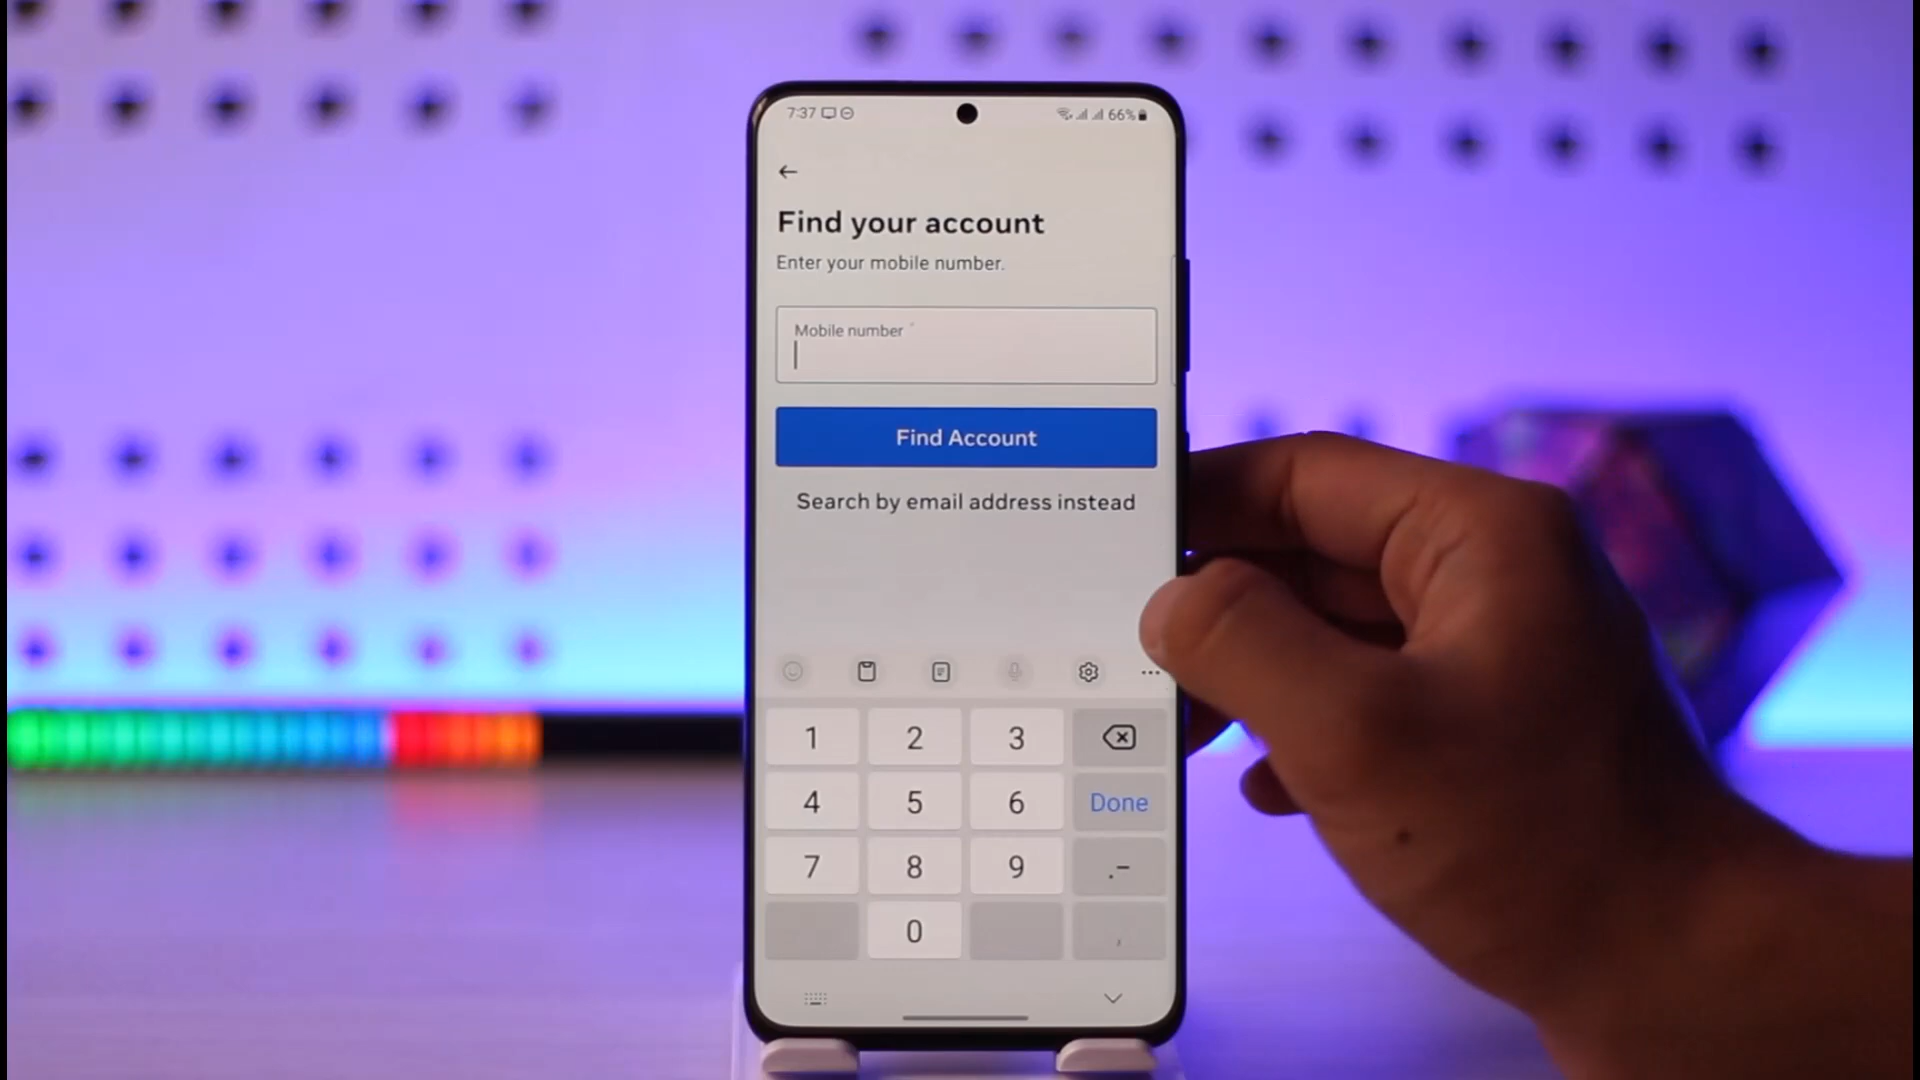 7:37 66%
Find your account
Enter your mobile number.
Mobile number
Find Account
Search by email address instead
1 2 3
4 5 6 Done
7 8 9 .-
0 ,